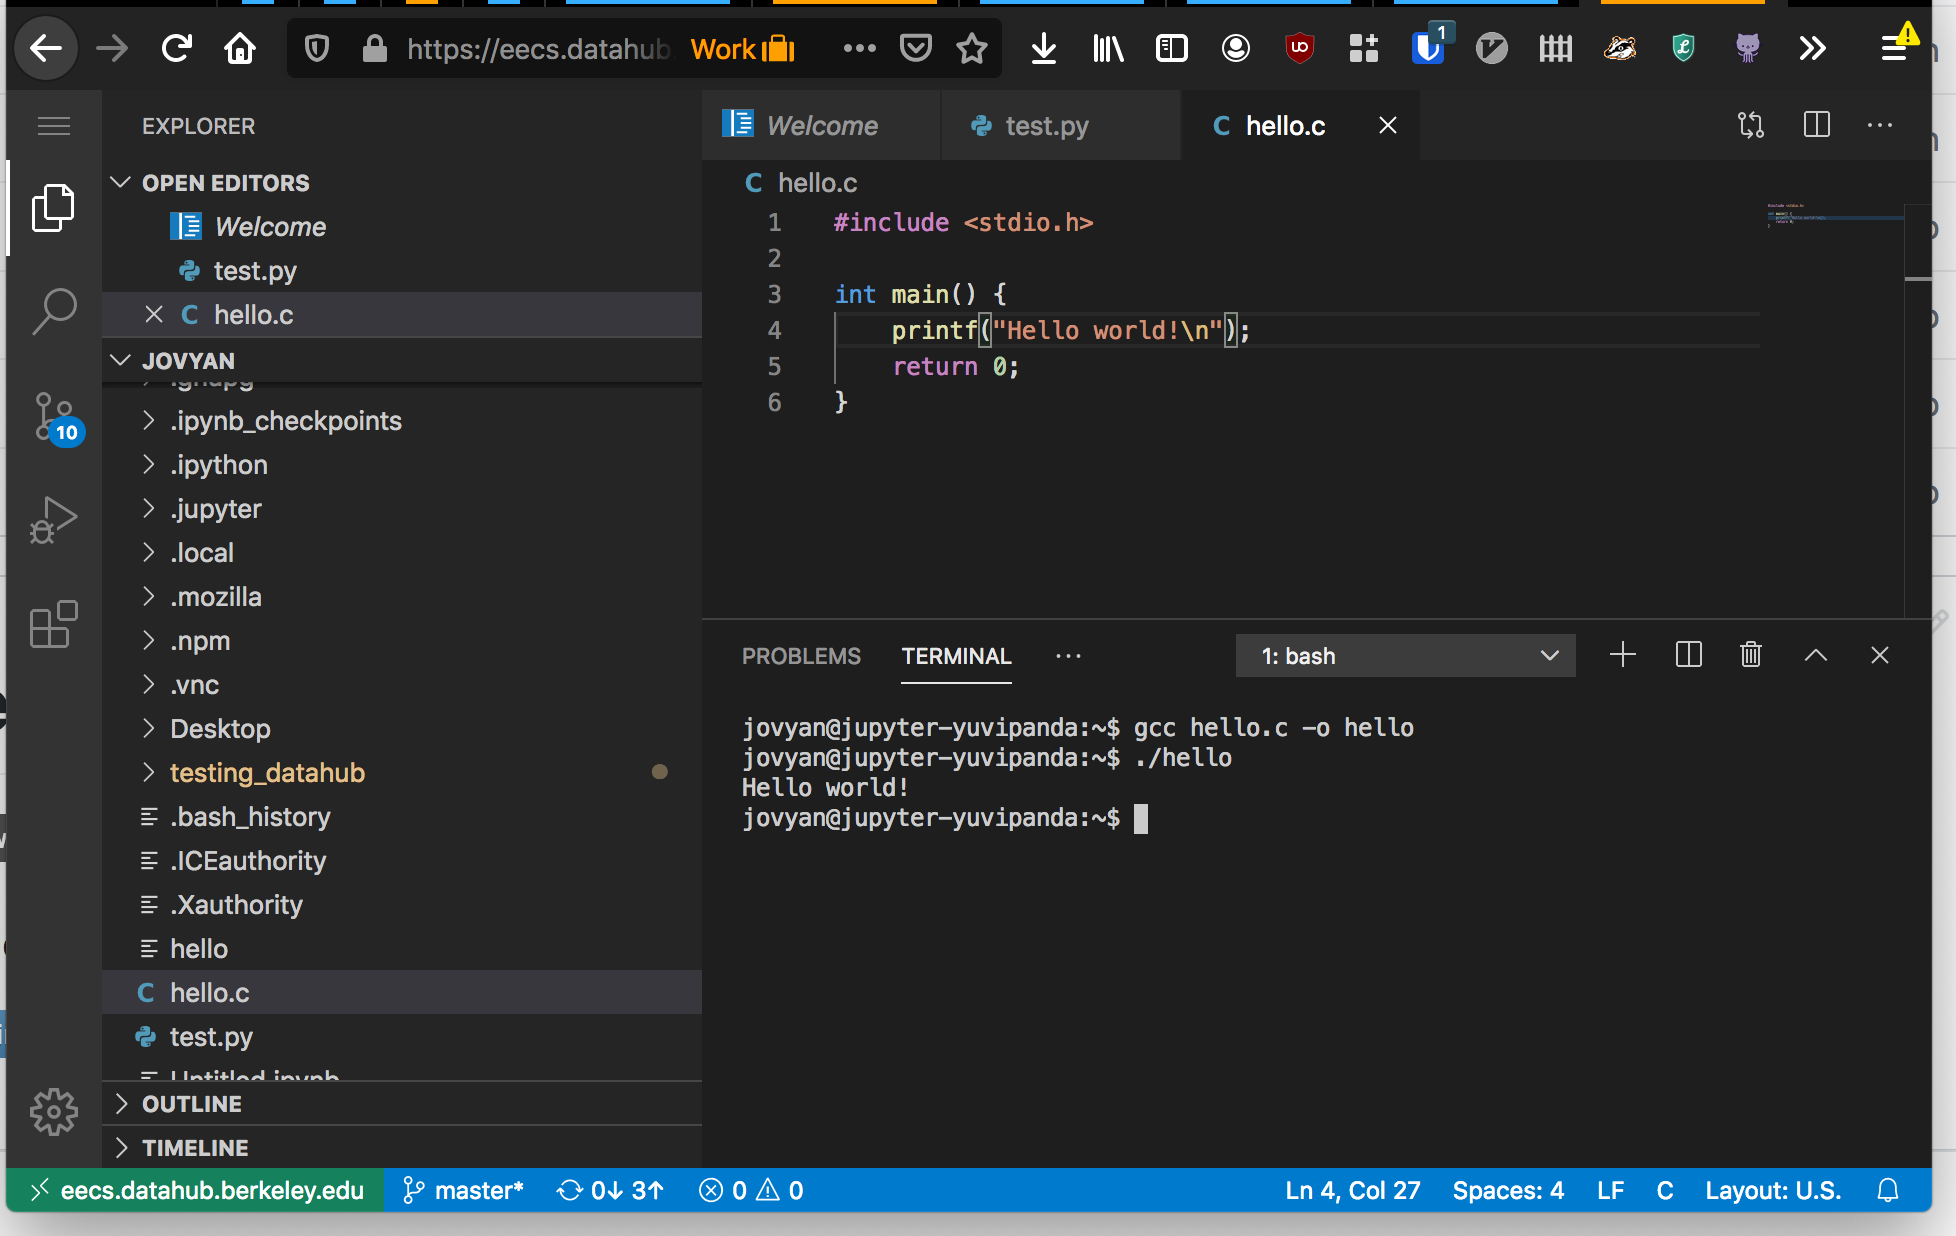 https://eecs.datahub Work
1
EXPLORER
OPEN EDITORS
Welcome
test.py
hello.c
JOVYAN
.gnupg
.ipynb_checkpoints
.ipython
.jupyter
.local
.mozilla
.npm
.vnc
Desktop
testing_datahub
.bash_history
.ICEauthority
.Xauthority
hello
hello.c
test.py
Untitled.ipynb
OUTLINE
TIMELINE
10
Welcome
test.py
C hello.c
C hello.c
1 #include <stdio.h>
2
3 int main() {
4 printf("Hello world!\n");
5 return 0;
6 }
PROBLEMS TERMINAL ... 1: bash
jovyan@jupyter-yuvipanda:~$ gcc hello.c -o hello
jovyan@jupyter-yuvipanda:~$ ./hello
Hello world!
jovyan@jupyter-yuvipanda:~$
eecs.datahub.berkeley.edu master* 0↓ 3↑ 0 0 Ln 4, Col 27 Spaces: 4 LF C Layout: U.S.